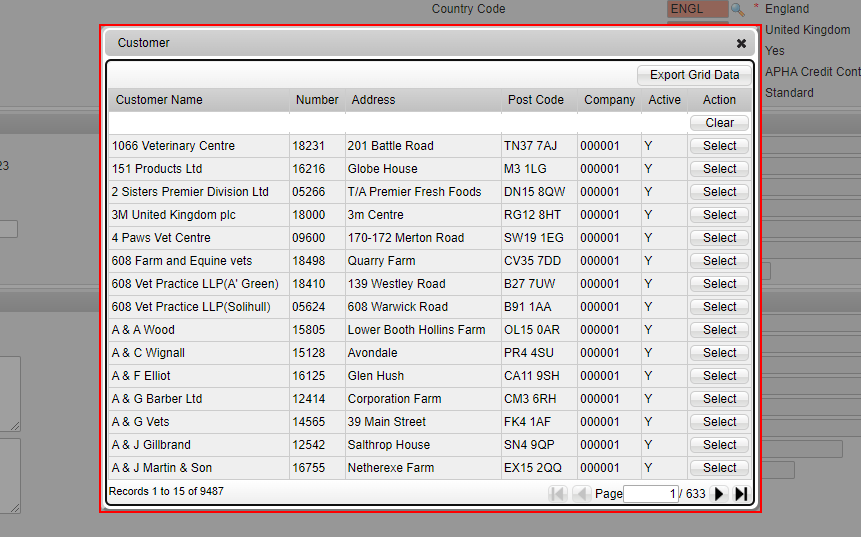 Country Code ENGL * England
United Kingdom
Yes
APHA Credit Cont
Standard
23
Customer
Export Grid Data
Customer Name Number Address Post Code Company Active Action
Clear
1066 Veterinary Centre 18231 201 Battle Road TN37 7AJ 000001 Y Select
151 Products Ltd 16216 Globe House M3 1LG 000001 Y Select
2 Sisters Premier Division Ltd 05266 T/A Premier Fresh Foods DN15 8QW 000001 Y Select
3M United Kingdom plc 18000 3m Centre RG12 8HT 000001 Y Select
4 Paws Vet Centre 09600 170-172 Merton Road SW19 1EG 000001 Y Select
608 Farm and Equine vets 18498 Quarry Farm CV35 7DD 000001 Y Select
608 Vet Practice LLP(A' Green) 18410 139 Westley Road B27 7UW 000001 Y Select
608 Vet Practice LLP(Solihull) 05624 608 Warwick Road B91 1AA 000001 Y Select
A & A Wood 15805 Lower Booth Hollins Farm OL15 0AR 000001 Y Select
A & C Wignall 15128 Avondale PR4 4SU 000001 Y Select
A & F Elliot 16125 Glen Hush CA11 9SH 000001 Y Select
A & G Barber Ltd 12414 Corporation Farm CM3 6RH 000001 Y Select
A & G Vets 14565 39 Main Street FK4 1AF 000001 Y Select
A & J Gillbrand 12542 Salthrop House SN4 9QP 000001 Y Select
A & J Martin & Son 16755 Netherexe Farm EX15 2QQ 000001 Y Select
Records 1 to 15 of 9487 Page 1 / 633